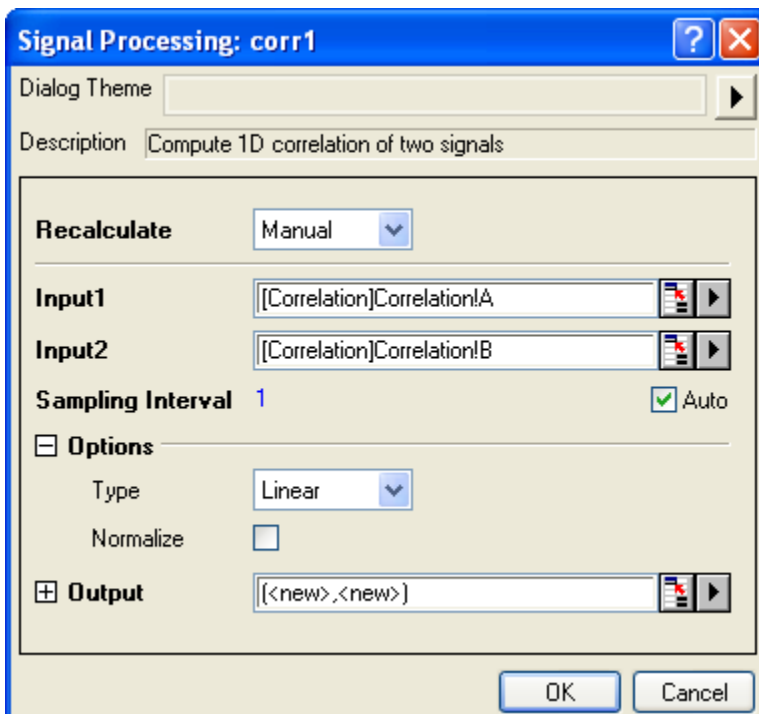 Signal Processing: corr1
Dialog Theme
Description Compute 1D correlation of two signals
Recalculate Manual
Input1 [Correlation]Correlation!A
Input2 [Correlation]Correlation!B
Sampling Interval 1 Auto
Options
Type Linear
Normalize
Output (<new>,<new>)
OK Cancel